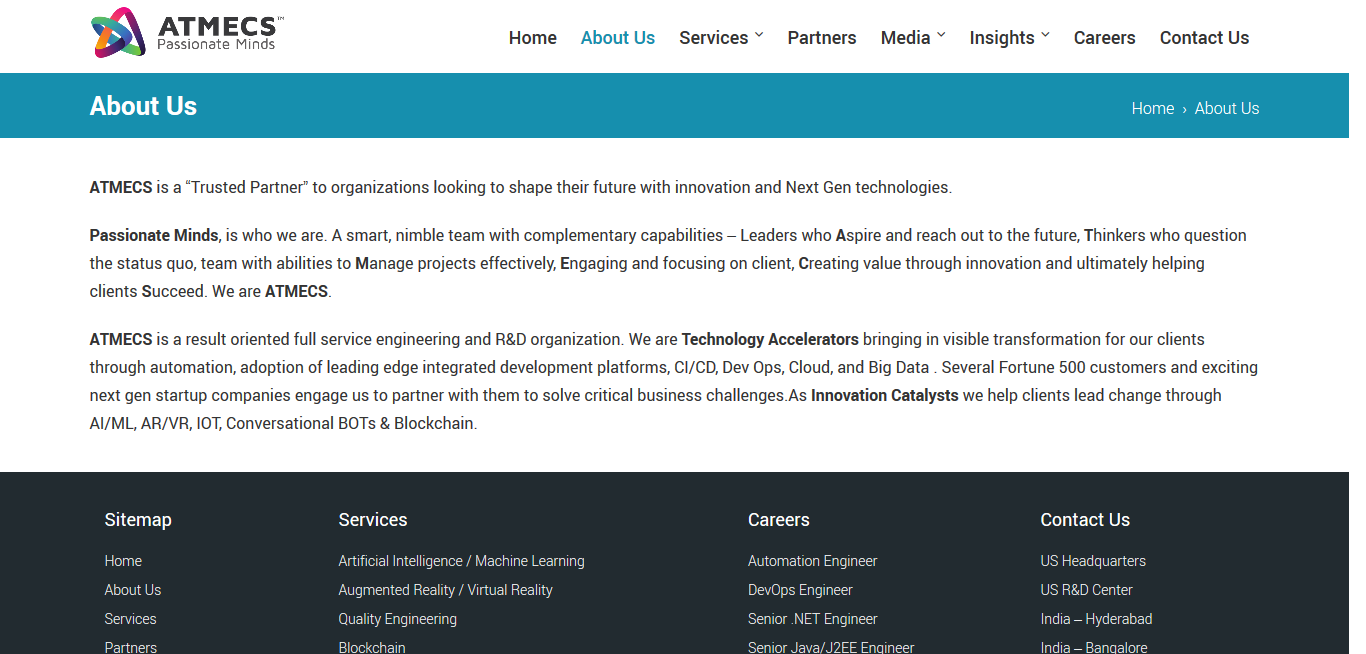 ATMECS™
Passionate Minds
Home About Us Services Partners Media Insights Careers Contact Us
About Us
Home › About Us
ATMECS is a “Trusted Partner” to organizations looking to shape their future with innovation and Next Gen technologies.
Passionate Minds, is who we are. A smart, nimble team with complementary capabilities – Leaders who Aspire and reach out to the future, Thinkers who question
the status quo, team with abilities to Manage projects effectively, Engaging and focusing on client, Creating value through innovation and ultimately helping
clients Succeed. We are ATMECS.
ATMECS is a result oriented full service engineering and R&D organization. We are Technology Accelerators bringing in visible transformation for our clients
through automation, adoption of leading edge integrated development platforms, CI/CD, Dev Ops, Cloud, and Big Data . Several Fortune 500 customers and exciting
next gen startup companies engage us to partner with them to solve critical business challenges.As Innovation Catalysts we help clients lead change through
AI/ML, AR/VR, IOT, Conversational BOTs & Blockchain.
Sitemap
Home
About Us
Services
Partners
Services
Artificial Intelligence / Machine Learning
Augmented Reality / Virtual Reality
Quality Engineering
Blockchain
Careers
Automation Engineer
DevOps Engineer
Senior .NET Engineer
Senior Java/J2EE Engineer
Contact Us
US Headquarters
US R&D Center
India – Hyderabad
India – Bangalore